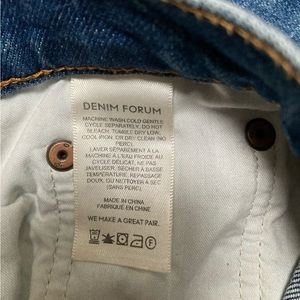 DENIM FORUM
MACHINE WASH COLD GENTLE
CYCLE SEPARATELY, DO NOT
BLEACH. TUMBLE DRY LOW,
COOL IRON, OR DRY CLEAN (NO
PERC).
LAVER SÉPARÉMENT À LA
MACHINE À L'EAU FROIDE AU
CYCLE DÉLICAT, NE PAS
JAVELISER. SÉCHER À BASSE
TEMPÉRATURE, REPASSAGE
DOUX, OU NETTOYER À SEC
(SANS PERC).
MADE IN CHINA
FABRIQUÉ EN CHINE
WE MAKE A GREAT PAIR.